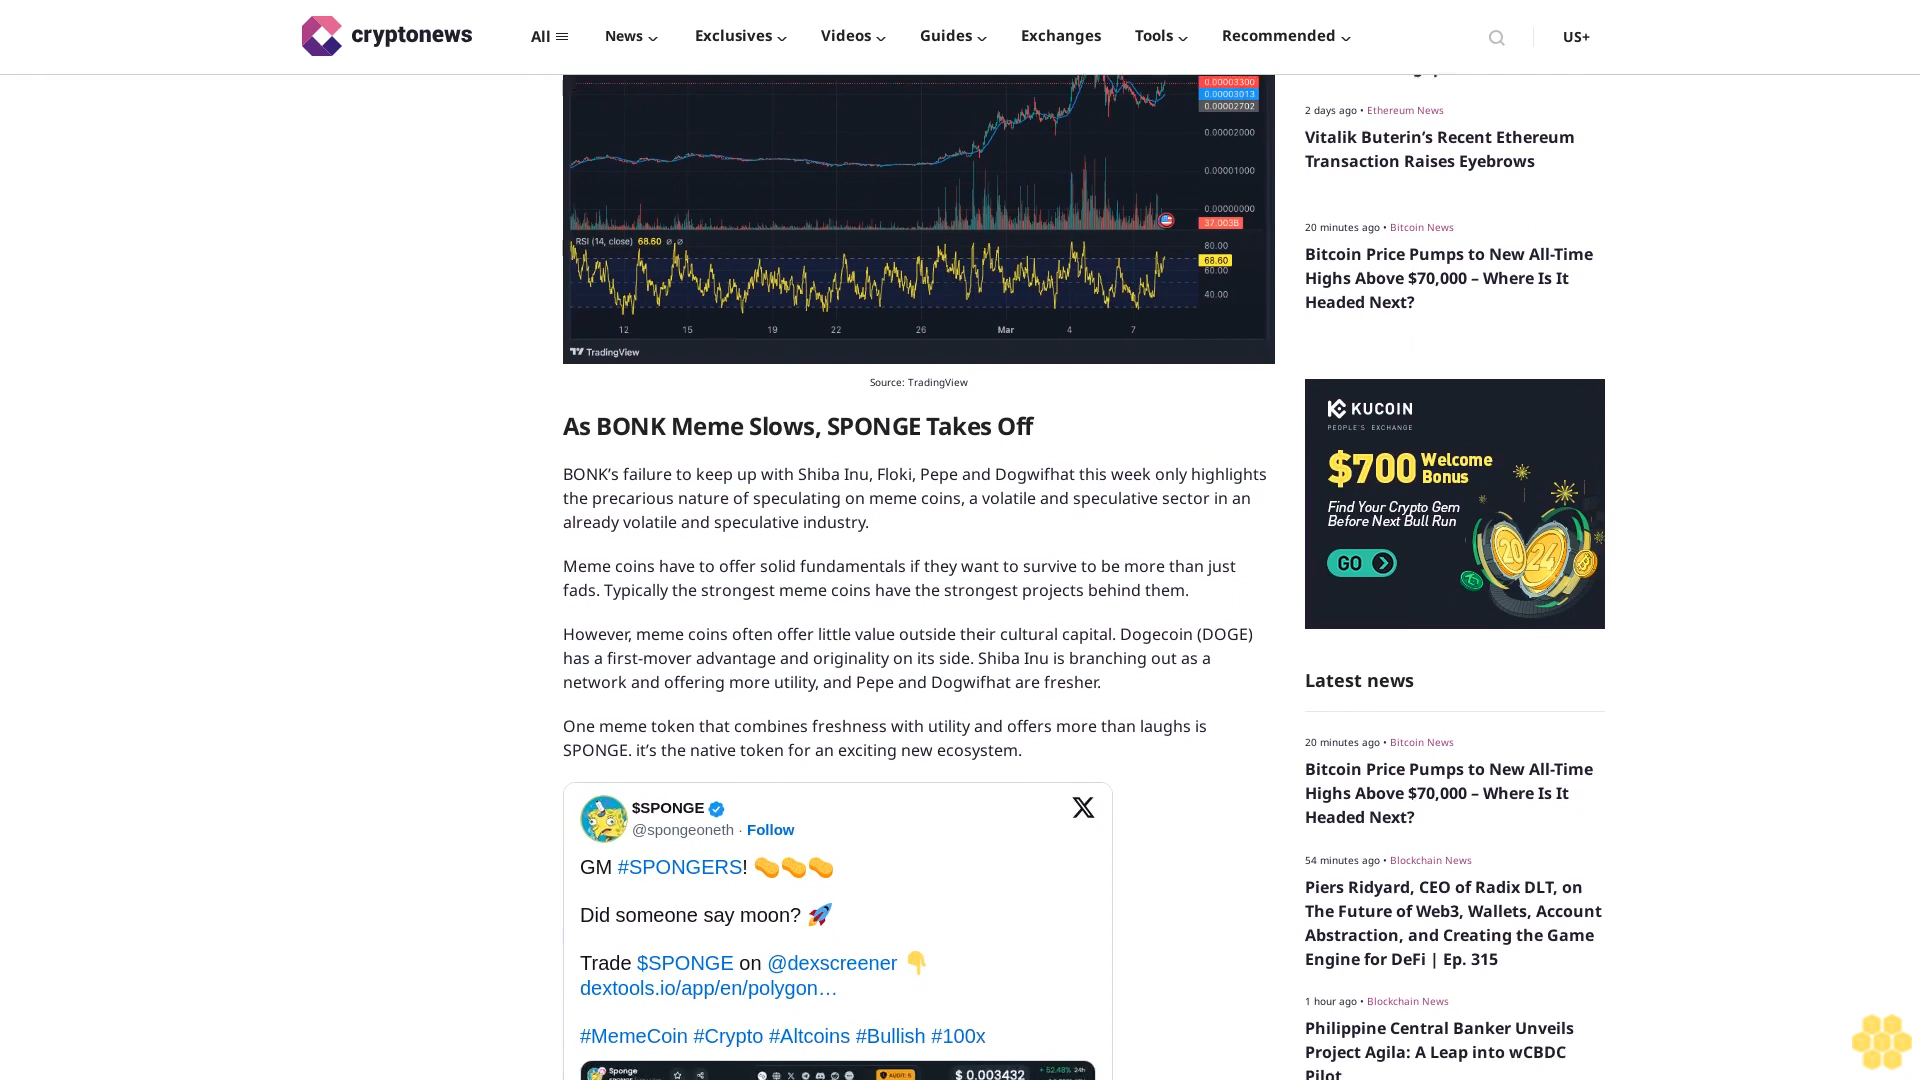 cryptonews
All
News
Exclusives
Videos
Guides
Exchanges
Tools
Recommended
US+
0.00003300
0.00003013
0.00002702
0.00002000
0.00001000
0.00000000
37.003B
RSI (14, close) 68.60 ∅ ∅
80.00
68.60
60.00
40.00
12 15 19 22 26 Mar 4 7
TradingView
Source: TradingView
As BONK Meme Slows, SPONGE Takes Off
BONK’s failure to keep up with Shiba Inu, Floki, Pepe and Dogwifhat this week only highlights
the precarious nature of speculating on meme coins, a volatile and speculative sector in an
already volatile and speculative industry.
Meme coins have to offer solid fundamentals if they want to survive to be more than just
fads. Typically the strongest meme coins have the strongest projects behind them.
However, meme coins often offer little value outside their cultural capital. Dogecoin (DOGE)
has a first-mover advantage and originality on its side. Shiba Inu is branching out as a
network and offering more utility, and Pepe and Dogwifhat are fresher.
One meme token that combines freshness with utility and offers more than laughs is
SPONGE. it’s the native token for an exciting new ecosystem.
$SPONGE
@spongeoneth · Follow
GM #SPONGERS! 🫓🫓🫓
Did someone say moon? 🚀
Trade $SPONGE on @dexscreener 👇
dextools.io/app/en/polygon…
#MemeCoin #Crypto #Altcoins #Bullish #100x
Sponge
AUDIT: 5
$ 0.003432
+ 52.48% 24h
2 days ago • Ethereum News
Vitalik Buterin’s Recent Ethereum
Transaction Raises Eyebrows
20 minutes ago • Bitcoin News
Bitcoin Price Pumps to New All-Time
Highs Above $70,000 – Where Is It
Headed Next?
KUCOIN
PEOPLE'S EXCHANGE
$700 Welcome
Bonus
Find Your Crypto Gem
Before Next Bull Run
GO
20 24
Latest news
20 minutes ago • Bitcoin News
Bitcoin Price Pumps to New All-Time
Highs Above $70,000 – Where Is It
Headed Next?
54 minutes ago • Blockchain News
Piers Ridyard, CEO of Radix DLT, on
The Future of Web3, Wallets, Account
Abstraction, and Creating the Game
Engine for DeFi | Ep. 315
1 hour ago • Blockchain News
Philippine Central Banker Unveils
Project Agila: A Leap into wCBDC
Pilot